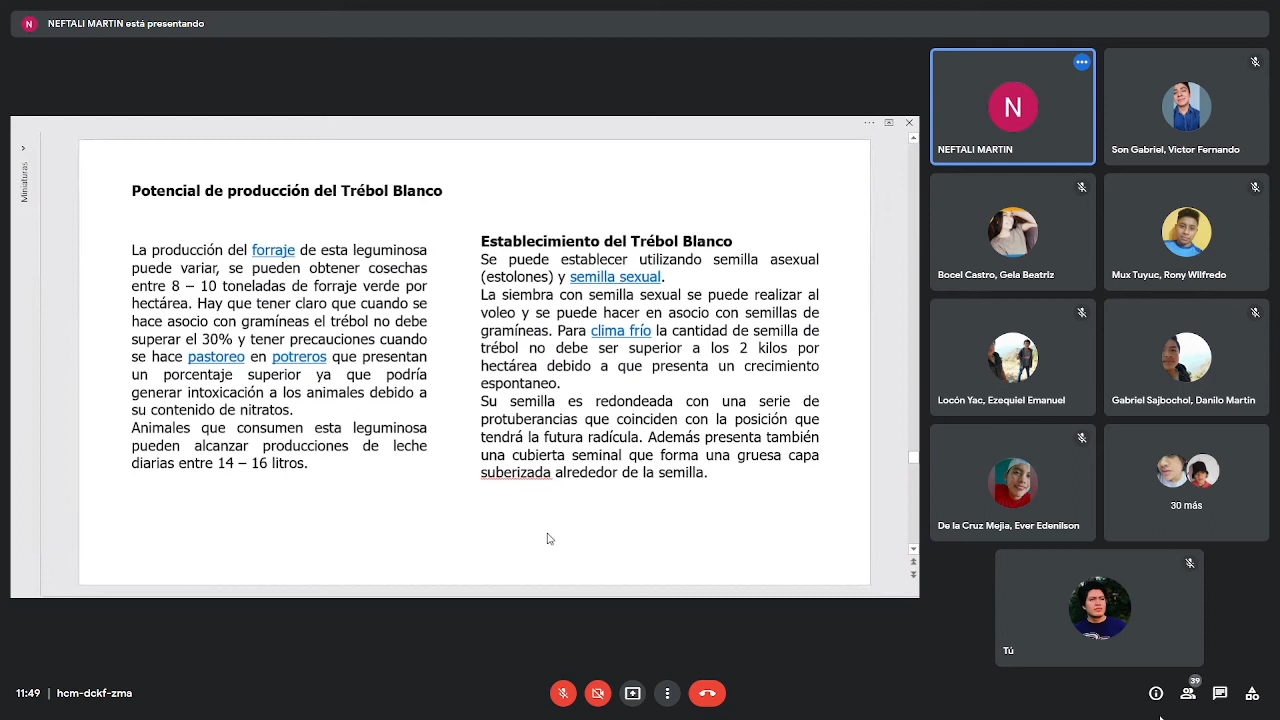 N NEFTALI MARTIN está presentando
Miniaturas
Potencial de producción del Trébol Blanco
La producción del forraje de esta leguminosa
puede variar, se pueden obtener cosechas
entre 8 – 10 toneladas de forraje verde por
hectárea. Hay que tener claro que cuando se
hace asocio con gramíneas el trébol no debe
superar el 30% y tener precauciones cuando
se hace pastoreo en potreros que presentan
un porcentaje superior ya que podría
generar intoxicación a los animales debido a
su contenido de nitratos.
Animales que consumen esta leguminosa
pueden alcanzar producciones de leche
diarias entre 14 – 16 litros.
Establecimiento del Trébol Blanco
Se puede establecer utilizando semilla asexual
(estolones) y semilla sexual.
La siembra con semilla sexual se puede realizar al
voleo y se puede hacer en asocio con semillas de
gramíneas. Para clima frío la cantidad de semilla de
trébol no debe ser superior a los 2 kilos por
hectárea debido a que presenta un crecimiento
espontaneo.
Su semilla es redondeada con una serie de
protuberancias que coinciden con la posición que
tendrá la futura radícula. Además presenta también
una cubierta seminal que forma una gruesa capa
suberizada alrededor de la semilla.
N
NEFTALI MARTIN
Son Gabriel, Victor Fernando
Bocel Castro, Gela Beatriz
Mux Tuyuc, Rony Wilfredo
Locón Yac, Ezequiel Emanuel
Gabriel Sajbochol, Danilo Martin
De la Cruz Mejia, Ever Edenilson
30 más
Tú
11:49 | hcm-dckf-zma
39